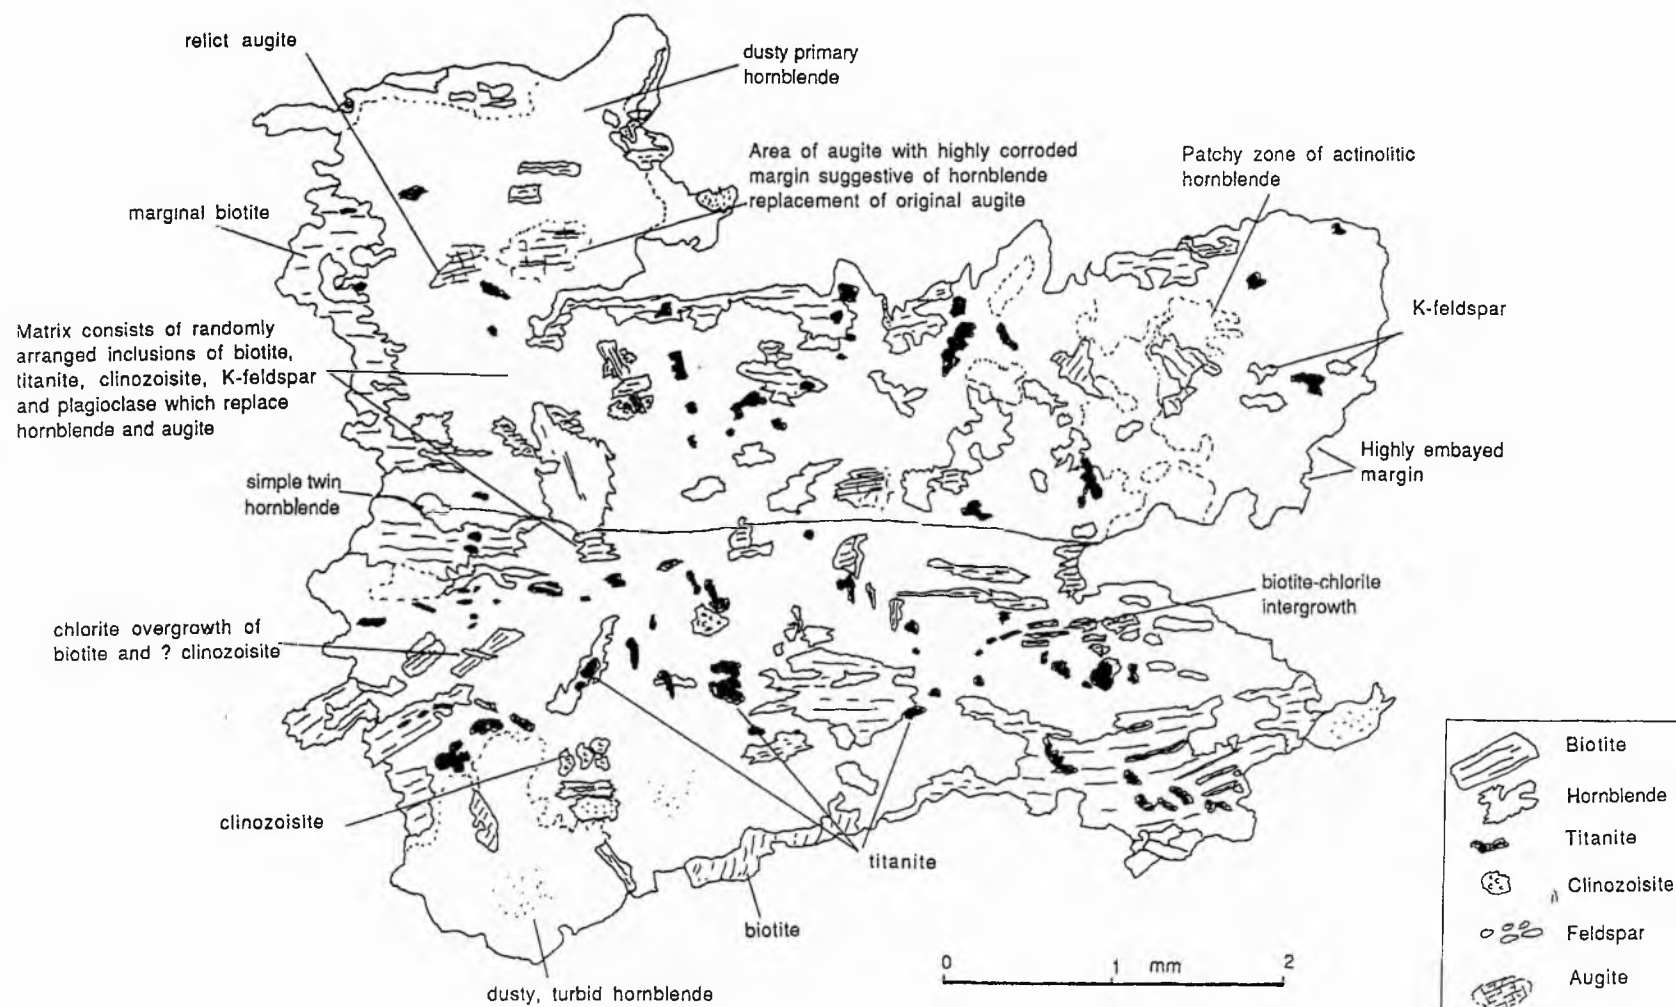 relict augite
dusty primary
hornblende
Area of augite with highly corroded
margin suggestive of hornblende
replacement of original augite
Patchy zone of actinolitic
hornblende
marginal biotite
K-feldspar
Matrix consists of randomly
arranged inclusions of biotite,
titanite, clinozoisite, K-feldspar
and plagioclase which replace
hornblende and augite
Highly embayed
margin
simple twin
hornblende
biotite-chlorite
intergrowth
chlorite overgrowth of
biotite and ? clinozoisite
clinozoisite
titanite
biotite
dusty, turbid hornblende
0 1 mm 2
Biotite
Hornblende
Titanite
Clinozoisite
Feldspar
Augite